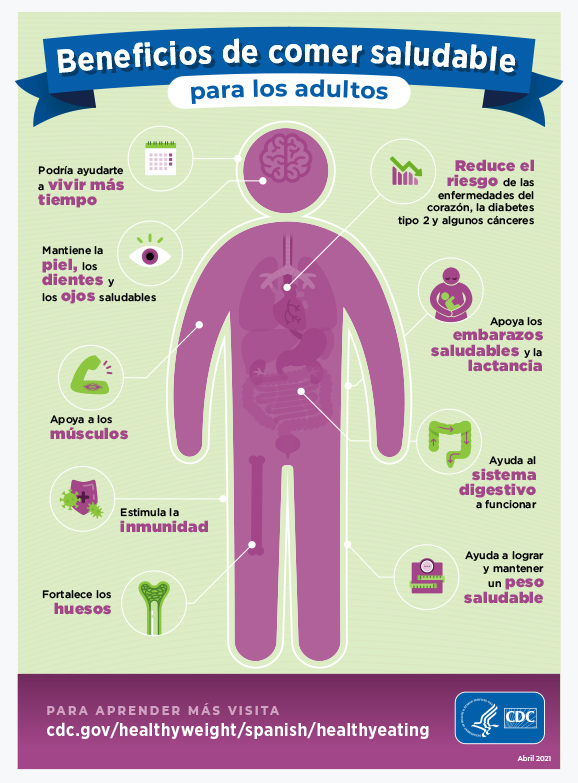 Beneficios de comer saludable
para los adultos
Podría ayudarte
a vivir más
tiempo
Mantiene la
piel, los
dientes y
los ojos saludables
Apoya a los
músculos
Estimula la
inmunidad
Fortalece los
huesos
Reduce el
riesgo de las
enfermedades del
corazón, la diabetes
tipo 2 y algunos cánceres
Apoya los
embarazos
saludables y la
lactancia
Ayuda al
sistema
digestivo
a funcionar
Ayuda a lograr
y mantener
un peso
saludable
PARA APRENDER MÁS VISITA
cdc.gov/healthyweight/spanish/healthyeating
CDC
Abril 2021